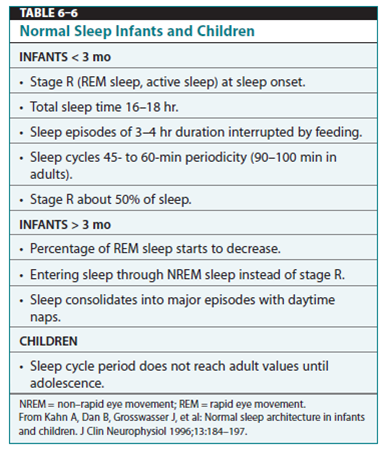 TABLE 6–6
Normal Sleep Infants and Children
INFANTS < 3 mo
• Stage R (REM sleep, active sleep) at sleep onset.
• Total sleep time 16–18 hr.
• Sleep episodes of 3–4 hr duration interrupted by feeding.
• Sleep cycles 45- to 60-min periodicity (90–100 min in
adults).
• Stage R about 50% of sleep.
INFANTS > 3 mo
• Percentage of REM sleep starts to decrease.
• Entering sleep through NREM sleep instead of stage R.
• Sleep consolidates into major episodes with daytime
naps.
CHILDREN
• Sleep cycle period does not reach adult values until
adolescence.
NREM = non–rapid eye movement; REM = rapid eye movement.
From Kahn A, Dan B, Grosswasser J, et al: Normal sleep architecture in infants
and children. J Clin Neurophysiol 1996;13:184–197.